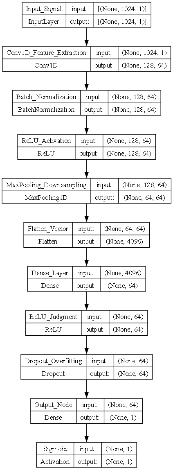 Input_Signal input: [(None, 1024, 1)]
InputLayer output: [(None, 1024, 1)]
Conv1D_Feature_Extraction input: (None, 1024, 1)
Conv1D output: (None, 128, 64)
Batch_Normalization input: (None, 128, 64)
BatchNormalization output: (None, 128, 64)
ReLU_Activation input: (None, 128, 64)
ReLU output: (None, 128, 64)
MaxPooling_Downsampling input: (None, 128, 64)
MaxPooling1D output: (None, 64, 64)
Flatten_Vector input: (None, 64, 64)
Flatten output: (None, 4096)
Dense_Layer input: (None, 4096)
Dense output: (None, 64)
ReLU_Judgment input: (None, 64)
ReLU output: (None, 64)
Dropout_Overfitting input: (None, 64)
Dropout output: (None, 64)
Output_Node input: (None, 64)
Dense output: (None, 1)
Sigmoid input: (None, 1)
Activation output: (None, 1)